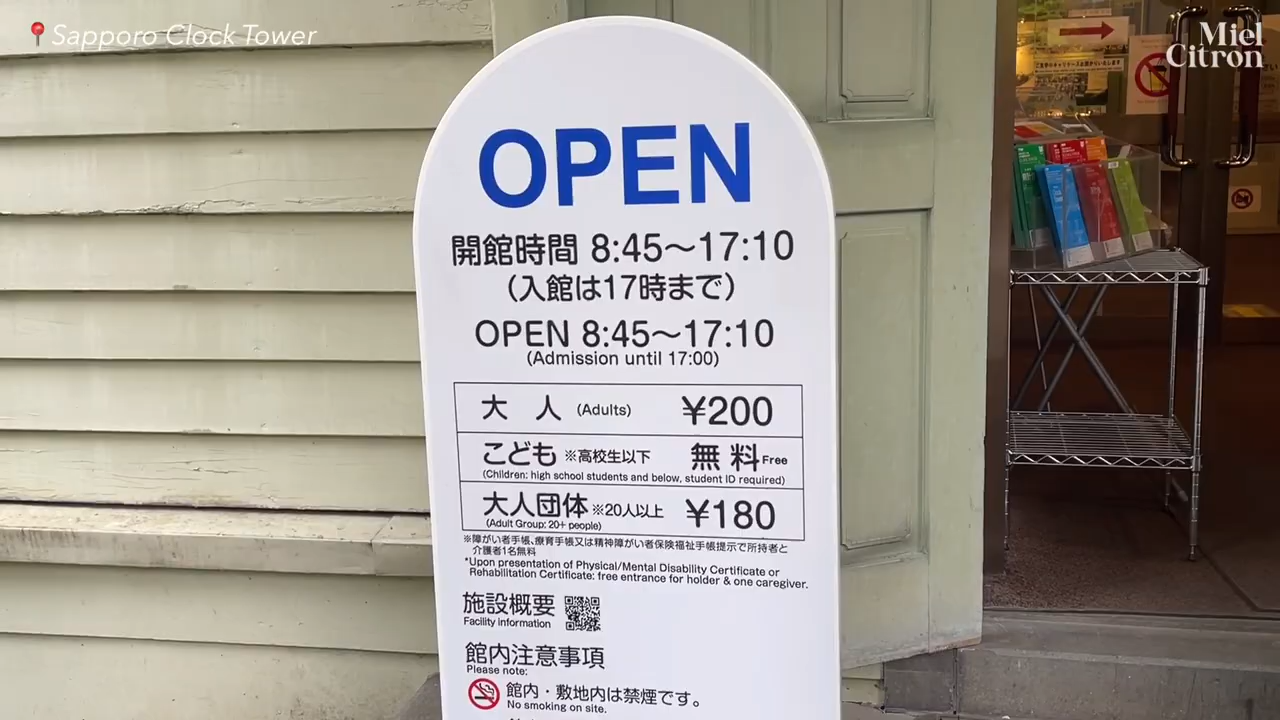 Sapporo Clock Tower
Miel
Citron
OPEN
開館時間 8:45～17:10
（入館は17時まで）
OPEN 8:45～17:10
(Admission until 17:00)
大 人 (Adults) ¥200
こども ※高校生以下 無料 Free
(Children: high school students and below, student ID required)
大人団体 ※20人以上 ¥180
(Adult Group: 20+ people)
※障がい者手帳、療育手帳又は精神障がい者保険福祉手帳提示で所持者と
介護者1名無料
*Upon presentation of Physical/Mental Disability Certificate or
Rehabilitation Certificate: free entrance for holder & one caregiver.
施設概要
Facility information
館内注意事項
Please note:
館内・敷地内は禁煙です。
No smoking on site.